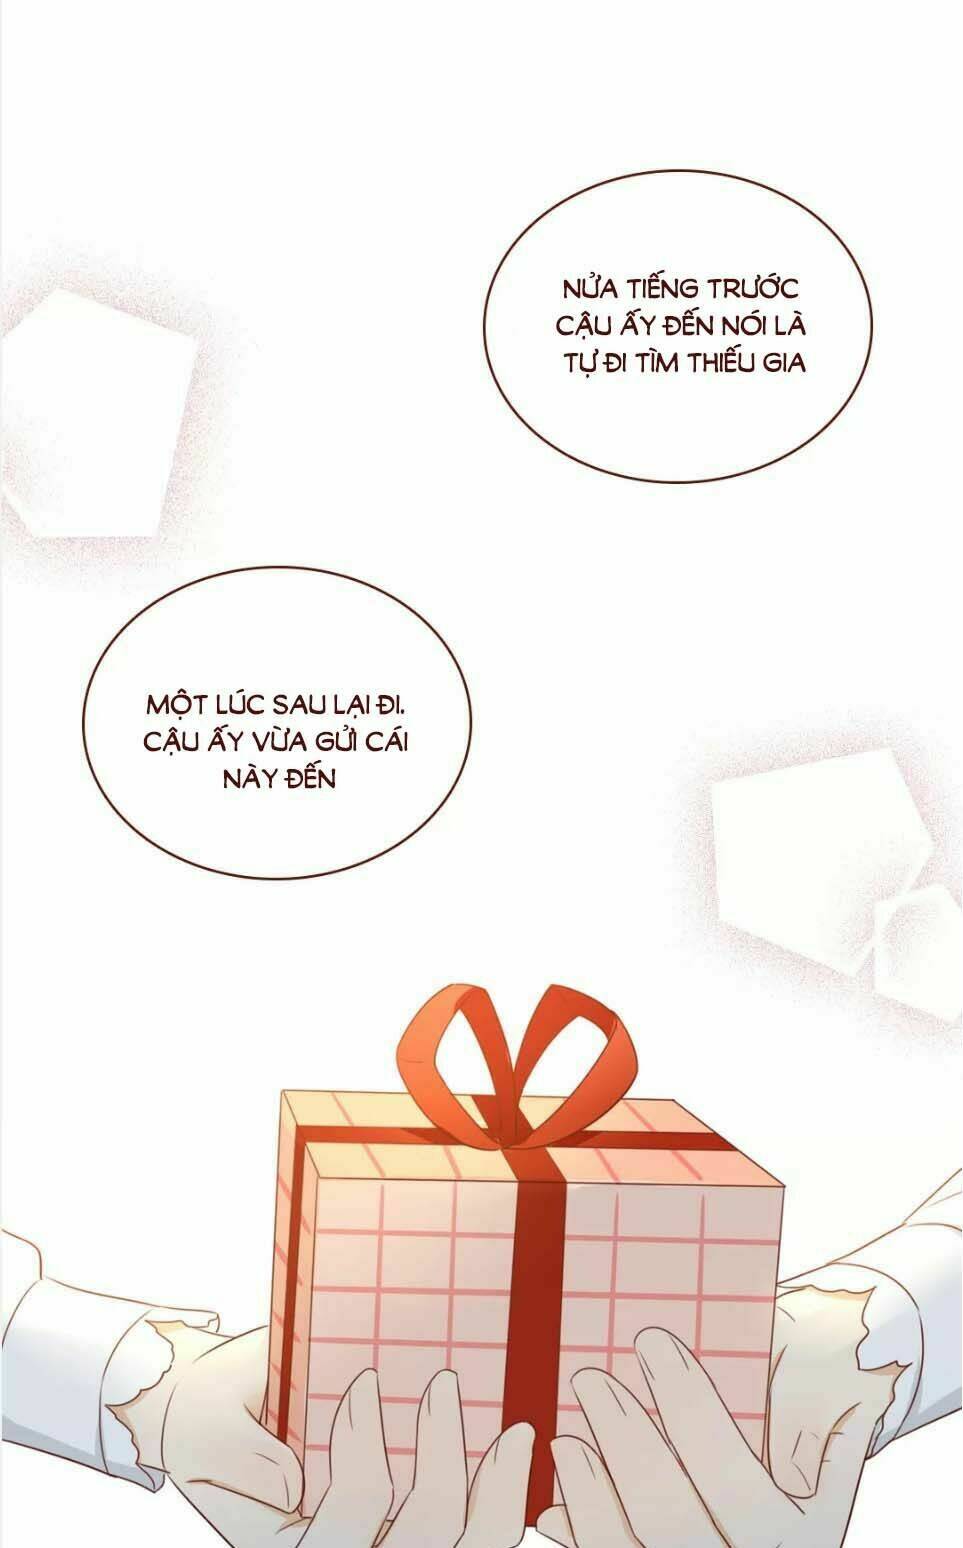 NỬA TIẾNG TRƯỚC
CẬU ẤY ĐẾN NÓI LÀ
TỰ ĐI TÌM THIẾU GIA
MỘT LÚC SAU LẠI ĐI.
CẬU ẤY VỪA GỬI CÁI
NÀY ĐẾN